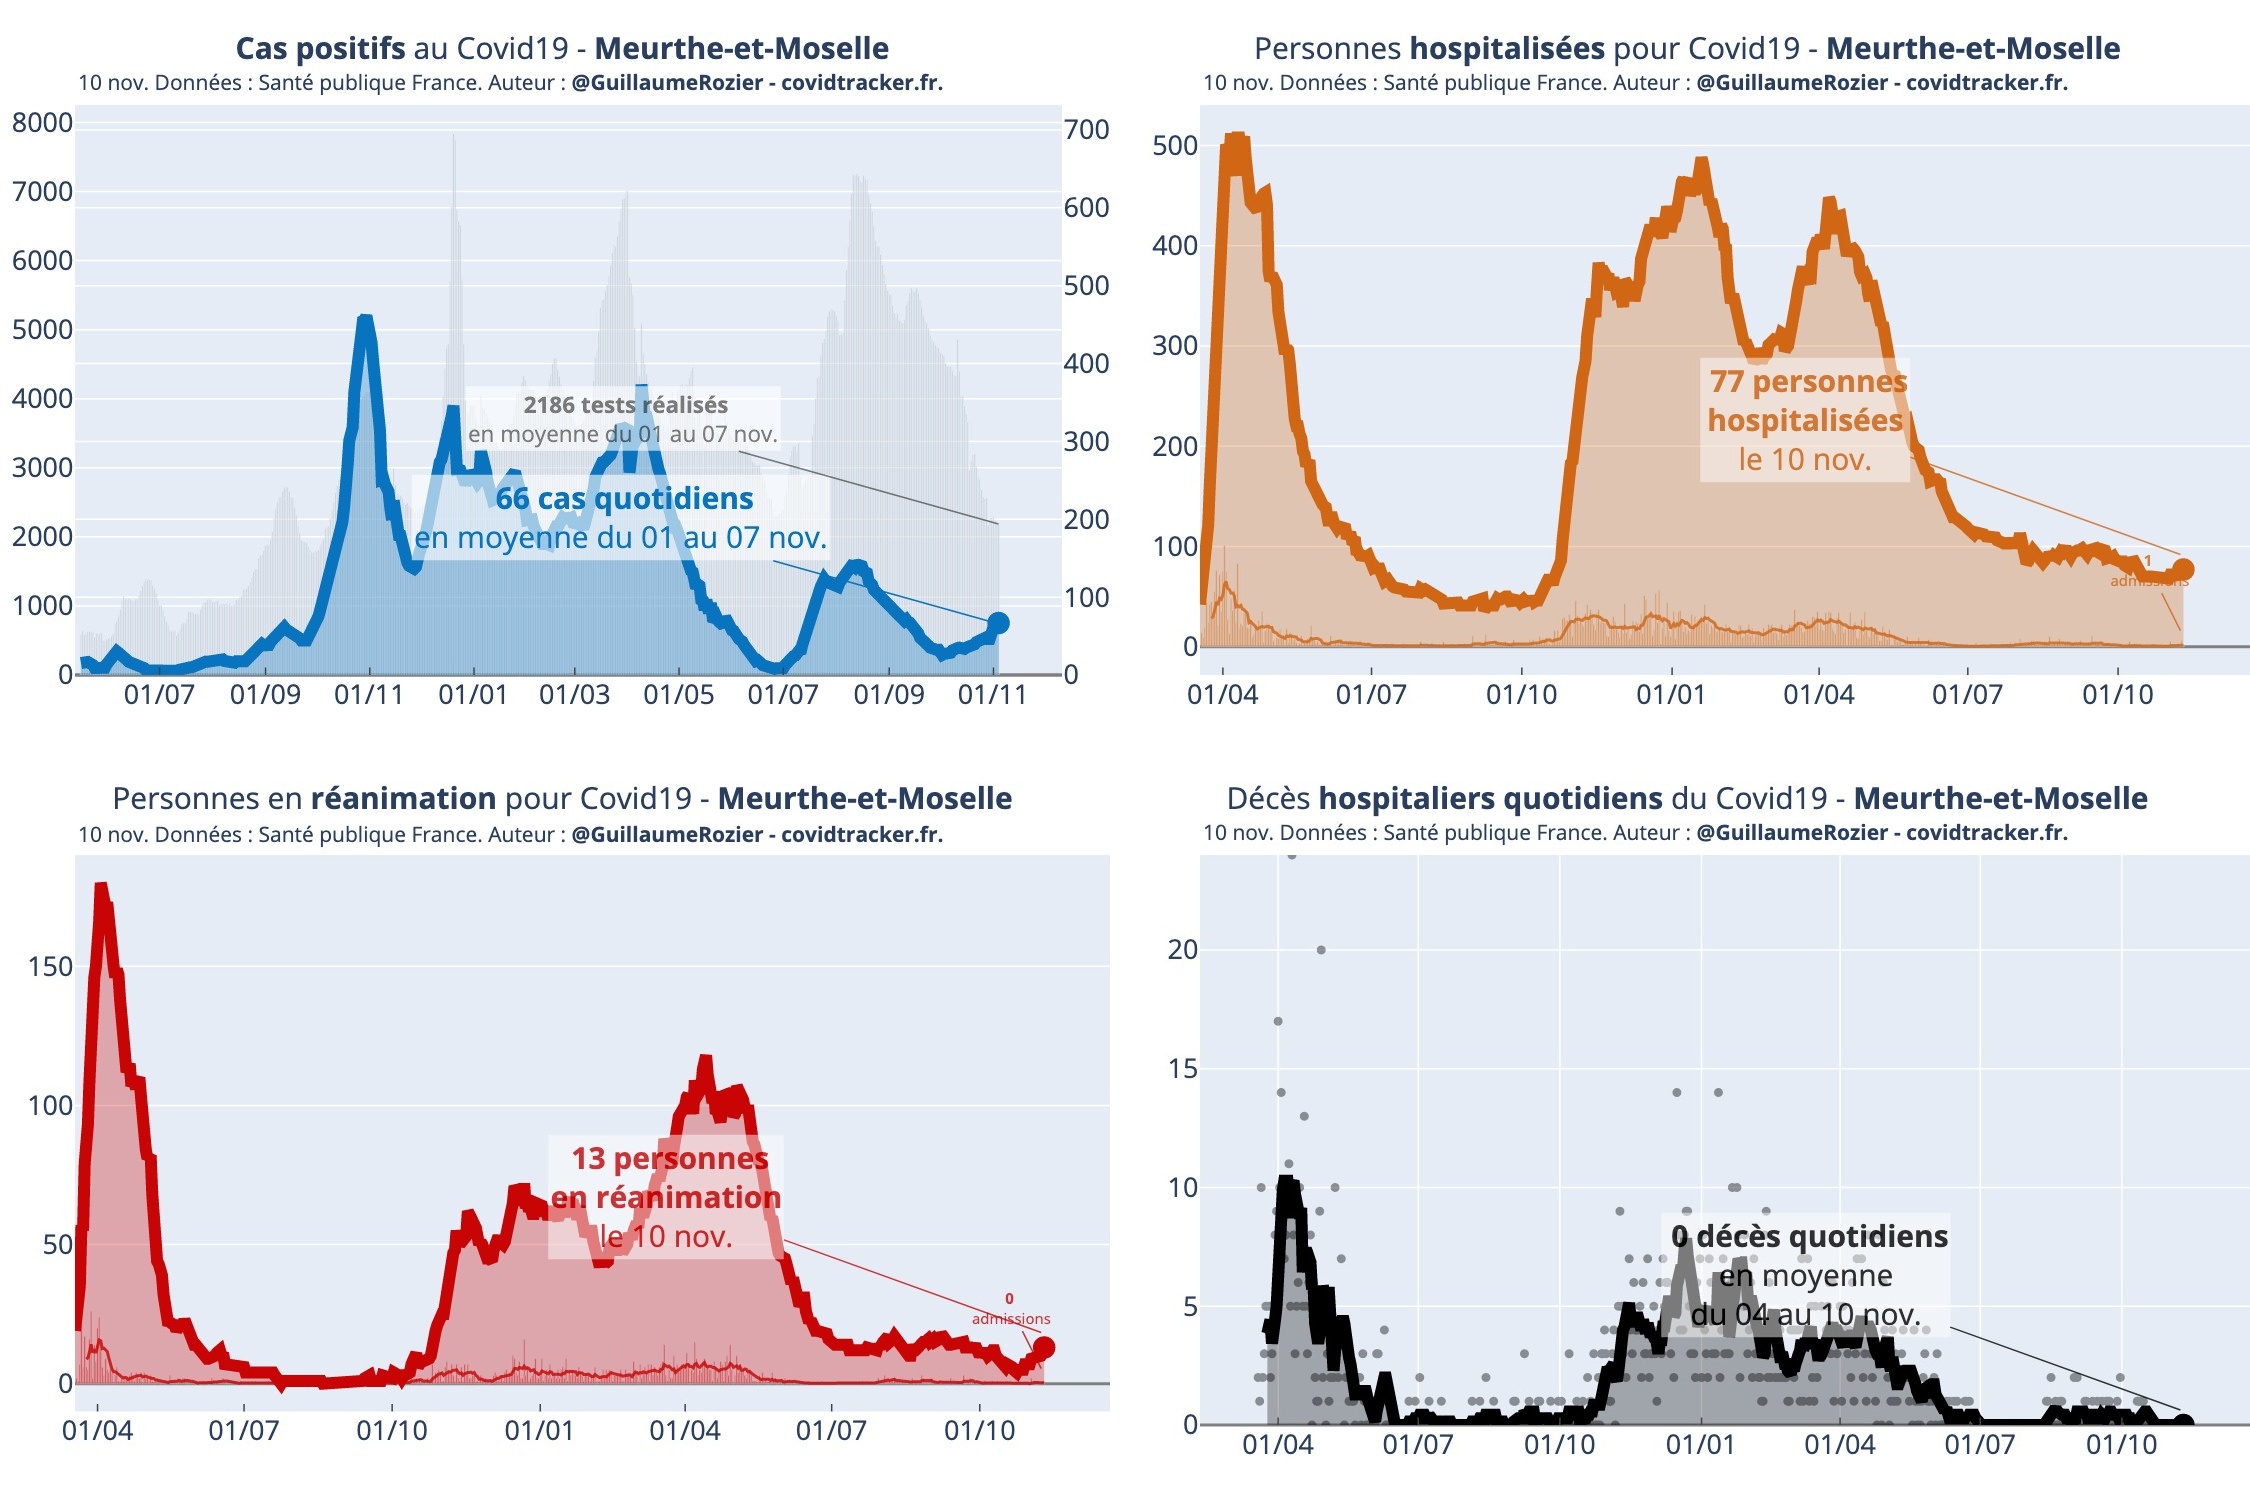 Cas positifs au Covid19 - Meurthe-et-Moselle
10 nov. Données : Santé publique France. Auteur : @GuillaumeRozier - covidtracker.fr.
8000
7000
6000
5000
4000
3000
2000
1000
0
700
600
500
400
300
200
100
0
2186 tests réalisés
en moyenne du 01 au 07 nov.
66 cas quotidiens
en moyenne du 01 au 07 nov.
01/07 01/09 01/11 01/01 01/03 01/05 01/07 01/09 01/11
Personnes hospitalisées pour Covid19 - Meurthe-et-Moselle
10 nov. Données : Santé publique France. Auteur : @GuillaumeRozier - covidtracker.fr.
500
400
300
200
100
0
77 personnes
hospitalisées
le 10 nov.
1
admissions
01/04 01/07 01/10 01/01 01/04 01/07 01/10
Personnes en réanimation pour Covid19 - Meurthe-et-Moselle
10 nov. Données : Santé publique France. Auteur : @GuillaumeRozier - covidtracker.fr.
150
100
50
0
13 personnes
en réanimation
le 10 nov.
0
admissions
01/04 01/07 01/10 01/01 01/04 01/07 01/10
Décès hospitaliers quotidiens du Covid19 - Meurthe-et-Moselle
10 nov. Données : Santé publique France. Auteur : @GuillaumeRozier - covidtracker.fr.
20
15
10
5
0
0 décès quotidiens
en moyenne
du 04 au 10 nov.
01/04 01/07 01/10 01/01 01/04 01/07 01/10